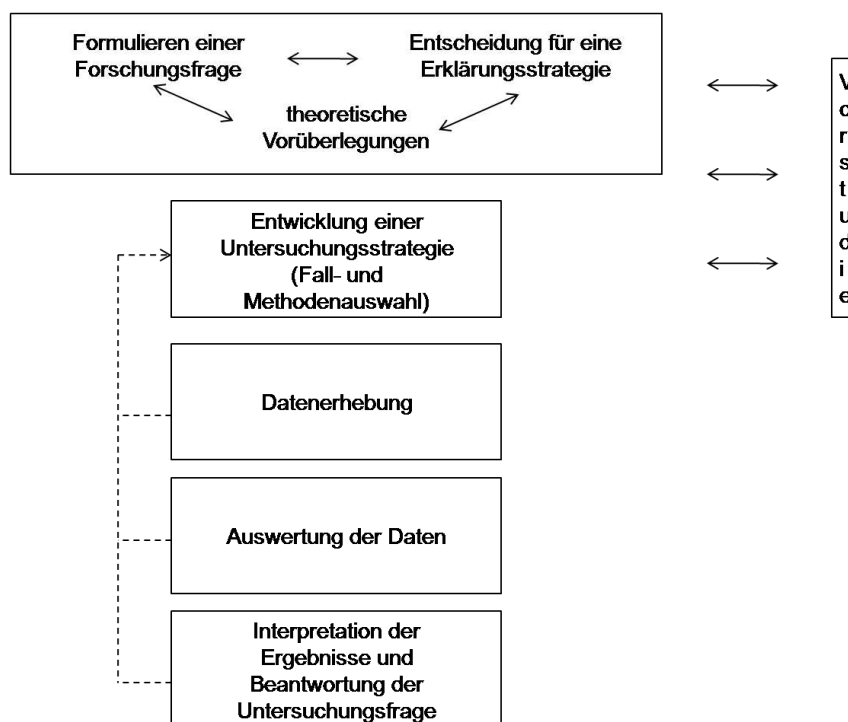 Formulieren einer
Forschungsfrage
Entscheidung für eine
Erklärungsstrategie
theoretische
Vorüberlegungen
V
o
r
s
t
u
d
i
e
Entwicklung einer
Untersuchungsstrategie
(Fall- und
Methodenauswahl)
Datenerhebung
Auswertung der Daten
Interpretation der
Ergebnisse und
Beantwortung der
Untersuchungsfrage